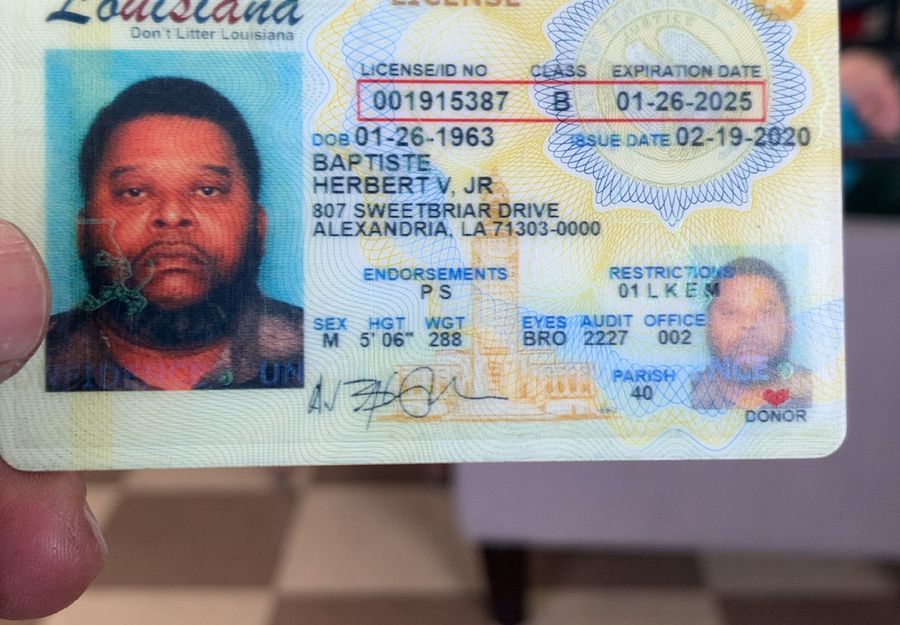 Louisiana
Don't Litter Louisiana
LICENSE
LICENSE/ID NO CLASS EXPIRATION DATE
001915387 B 01-26-2025
DOB 01-26-1963 ISSUE DATE 02-19-2020
BAPTISTE
HERBERT V, JR
807 SWEETBRIAR DRIVE
ALEXANDRIA, LA 71303-0000
ENDORSEMENTS RESTRICTIONS
P S 01 L K E M
SEX HGT WGT EYES AUDIT OFFICE
M 5' 06" 288 BRO 2227 002
PARISH
40
DONOR